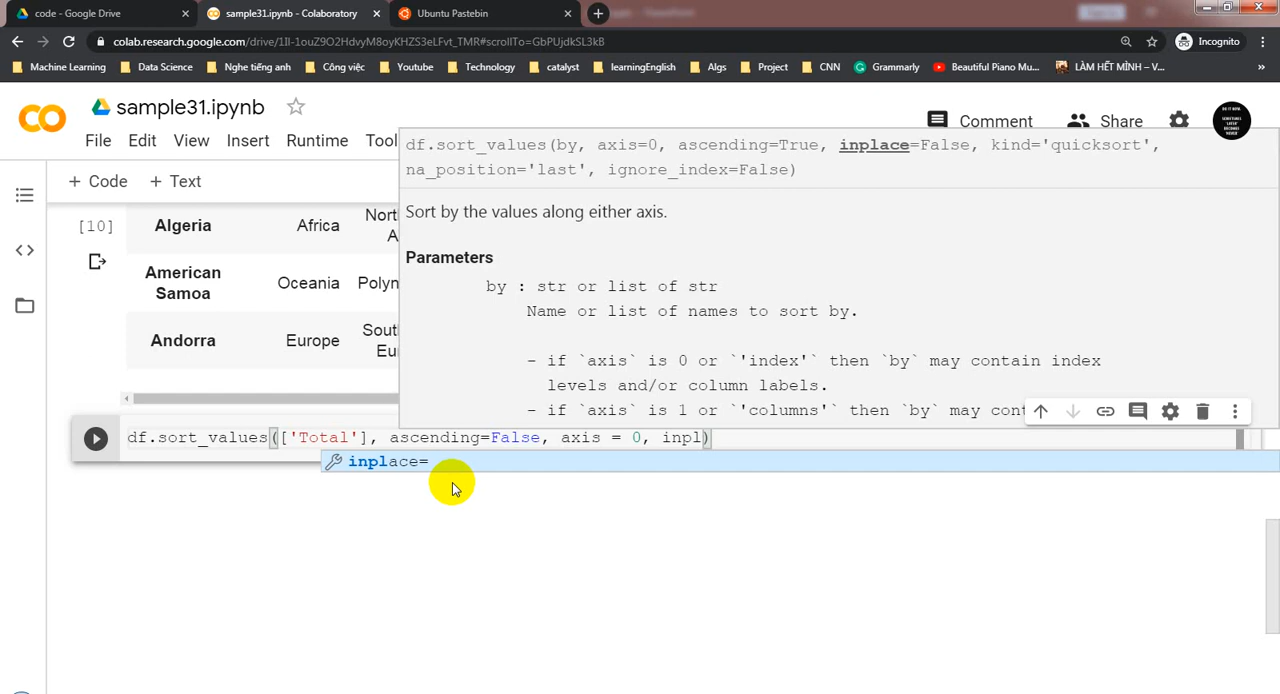 code - Google Drive
sample31.ipynb - Colaboratory
Ubuntu Pastebin
colab.research.google.com/drive/1Il-1ouZ9O2HdvyM8oyKHZS3eLFvt_TMR#scrollTo=GbPUjdkSL3kB
Incognito
Machine Learning
Data Science
Nghe tiếng anh
Công việc
Youtube
Technology
catalyst
learningEnglish
Algs
Project
CNN
Grammarly
Beautiful Piano Mu...
LÀM HẾT MÌNH – V...
»
sample31.ipynb
Comment
Share
File Edit View Insert Runtime Tool
df.sort_values(by, axis=0, ascending=True, inplace=False, kind='quicksort',
na_position='last', ignore_index=False)
+ Code + Text
Sort by the values along either axis.
[10]
Algeria Africa
Parameters
by : str or list of str
Name or list of names to sort by.
American
Samoa
Oceania Polyn
Andorra Europe
- if `axis` is 0 or `'index'` then `by` may contain index
levels and/or column labels.
- if `axis` is 1 or `'columns'` then `by` may
df.sort_values(['Total'], ascending=False, axis = 0, inpl)
inplace=